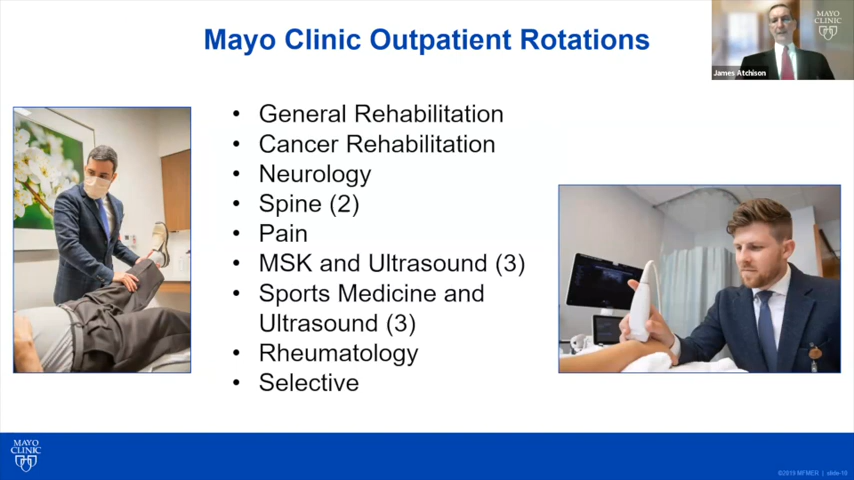 Mayo Clinic Outpatient Rotations
MAYO
CLINIC
James Atchison
• General Rehabilitation
• Cancer Rehabilitation
• Neurology
• Spine (2)
• Pain
• MSK and Ultrasound (3)
• Sports Medicine and
Ultrasound (3)
• Rheumatology
• Selective
MAYO
CLINIC
©2019 MFMER | slide-10